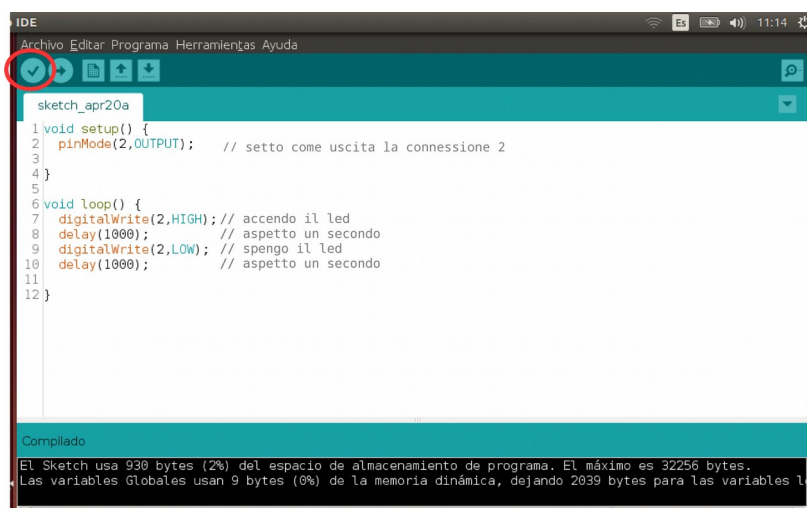 IDE
Es
11:14
Archivo Editar Programa Herramientas Ayuda
sketch_apr20a
1 void setup() {
2 pinMode(2,OUTPUT); // setto come uscita la connessione 2
3
4 }
5
6 void loop() {
7 digitalWrite(2,HIGH);// accendo il led
8 delay(1000); // aspetto un secondo
9 digitalWrite(2,LOW); // spengo il led
10 delay(1000); // aspetto un secondo
11
12 }
Compilado
El Sketch usa 930 bytes (2%) del espacio de almacenamiento de programa. El máximo es 32256 bytes.
Las variables Globales usan 9 bytes (0%) de la memoria dinámica, dejando 2039 bytes para las variables